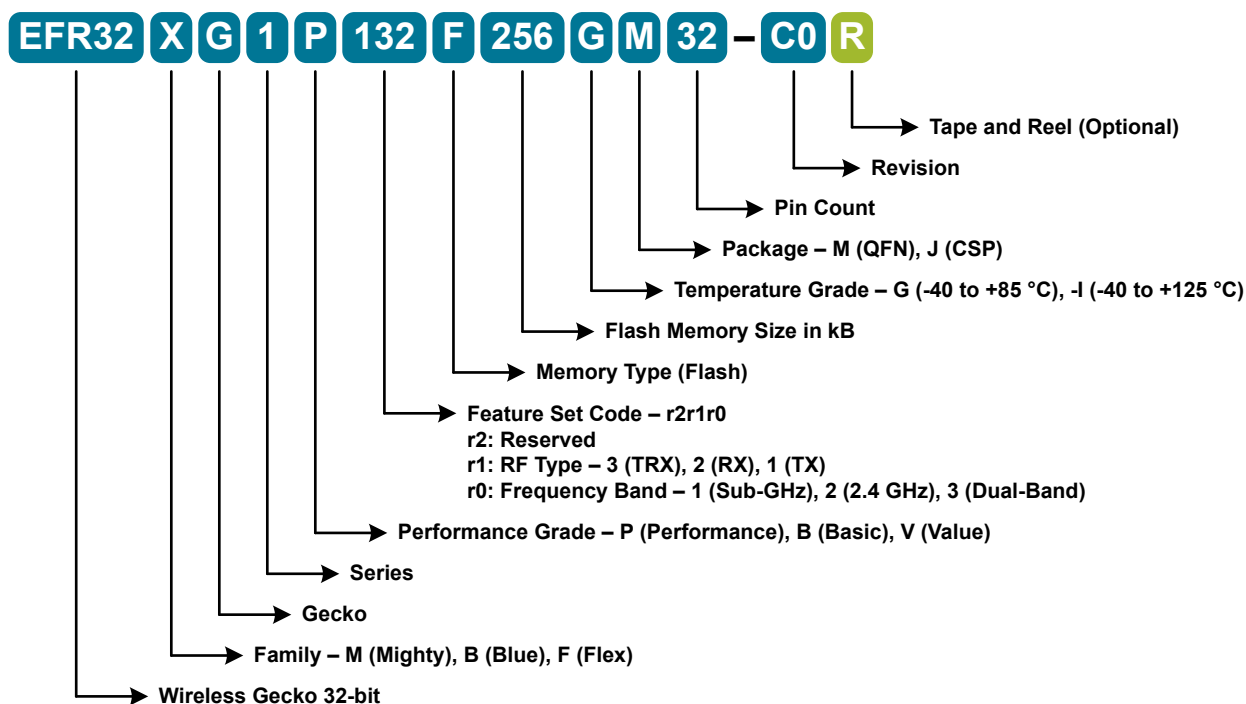 EFR32 X G 1 P 132 F 256 G M 32 – C0 R
Tape and Reel (Optional)
Revision
Pin Count
Package – M (QFN), J (CSP)
Temperature Grade – G (-40 to +85 °C), -I (-40 to +125 °C)
Flash Memory Size in kB
Memory Type (Flash)
Feature Set Code – r2r1r0
r2: Reserved
r1: RF Type – 3 (TRX), 2 (RX), 1 (TX)
r0: Frequency Band – 1 (Sub-GHz), 2 (2.4 GHz), 3 (Dual-Band)
Performance Grade – P (Performance), B (Basic), V (Value)
Series
Gecko
Family – M (Mighty), B (Blue), F (Flex)
Wireless Gecko 32-bit